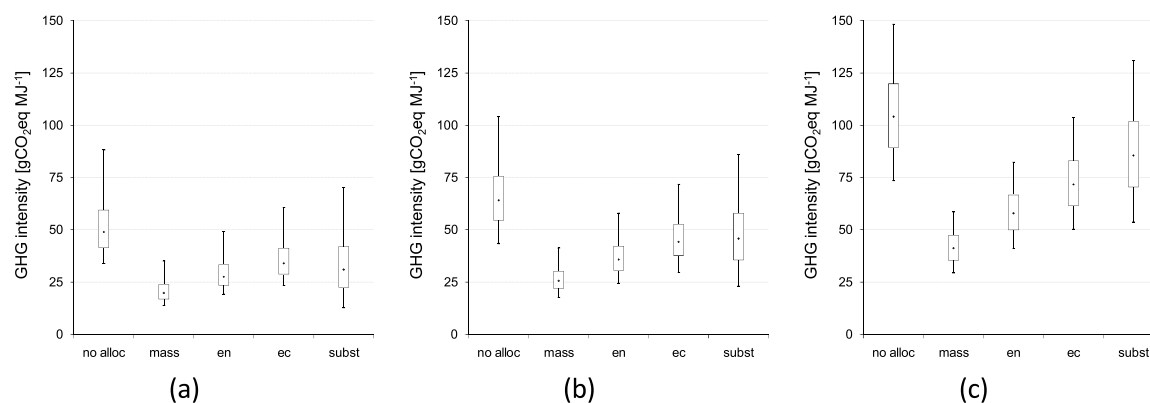 GHG intensity [gCO₂eq MJ⁻¹]
150
125
100
75
50
25
0
no alloc mass en ec subst
(a)
GHG intensity [gCO₂eq MJ⁻¹]
150
125
100
75
50
25
0
no alloc mass en ec subst
(b)
GHG intensity [gCO₂eq MJ⁻¹]
150
125
100
75
50
25
0
no alloc mass en ec subst
(c)